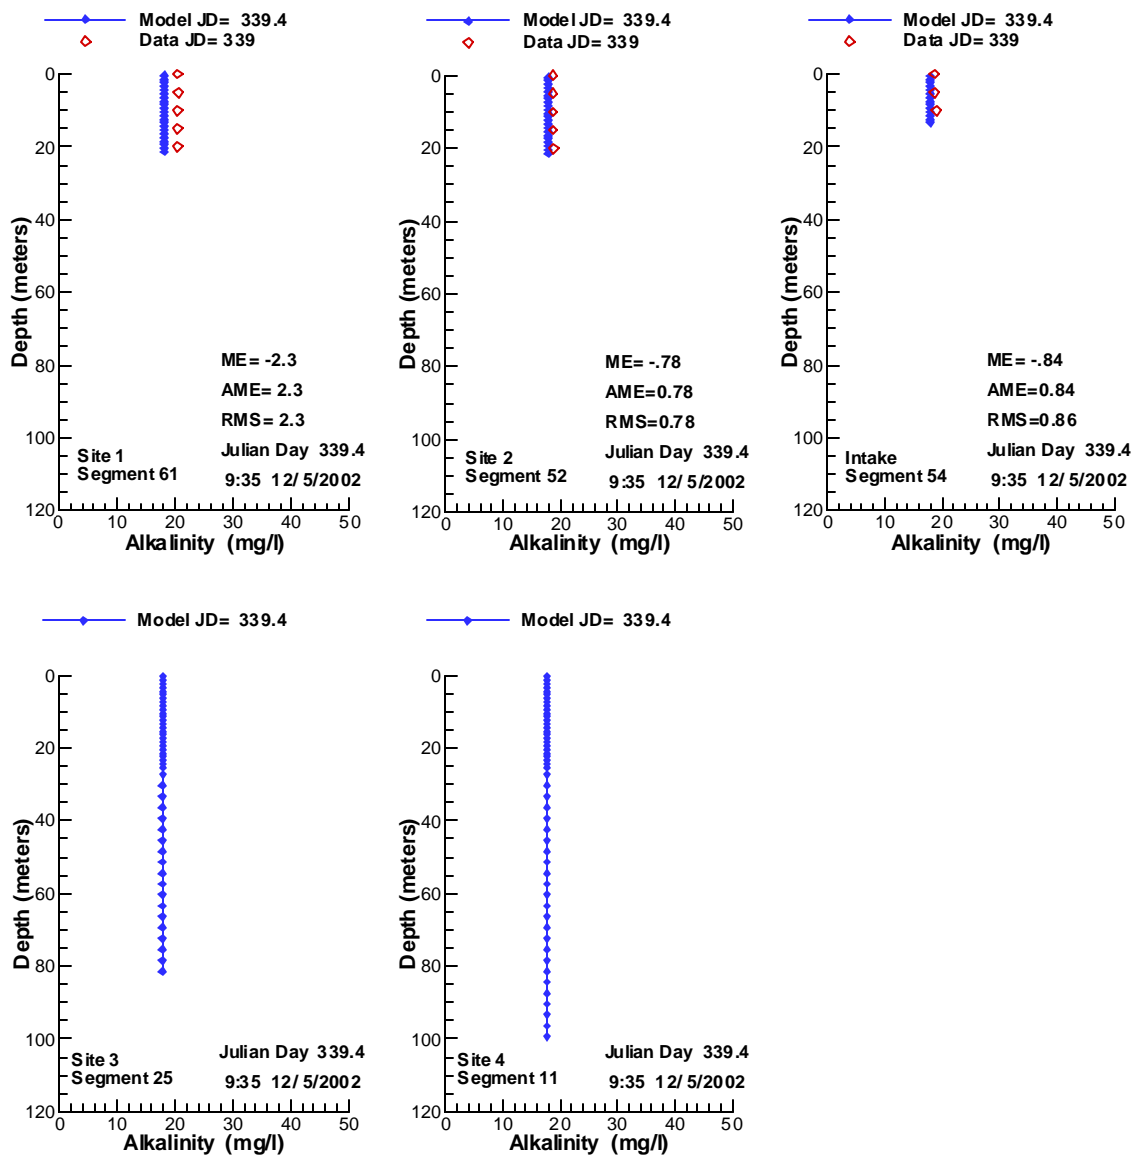 Model JD= 339.4
Data JD= 339
0
20
40
60
80
100
120
Depth (meters)
ME= -2.3
AME= 2.3
RMS= 2.3
Julian Day 339.4
9:35 12/ 5/2002
Site 1
Segment 61
0 10 20 30 40 50
Alkalinity (mg/l)
Model JD= 339.4
Data JD= 339
0
20
40
60
80
100
120
Depth (meters)
ME= -.78
AME=0.78
RMS=0.78
Julian Day 339.4
9:35 12/ 5/2002
Site 2
Segment 52
0 10 20 30 40 50
Alkalinity (mg/l)
Model JD= 339.4
Data JD= 339
0
20
40
60
80
100
120
Depth (meters)
ME= -.84
AME=0.84
RMS=0.86
Julian Day 339.4
9:35 12/ 5/2002
Intake
Segment 54
0 10 20 30 40 50
Alkalinity (mg/l)
Model JD= 339.4
0
20
40
60
80
100
120
Depth (meters)
Julian Day 339.4
9:35 12/ 5/2002
Site 3
Segment 25
0 10 20 30 40 50
Alkalinity (mg/l)
Model JD= 339.4
0
20
40
60
80
100
120
Depth (meters)
Julian Day 339.4
9:35 12/ 5/2002
Site 4
Segment 11
0 10 20 30 40 50
Alkalinity (mg/l)